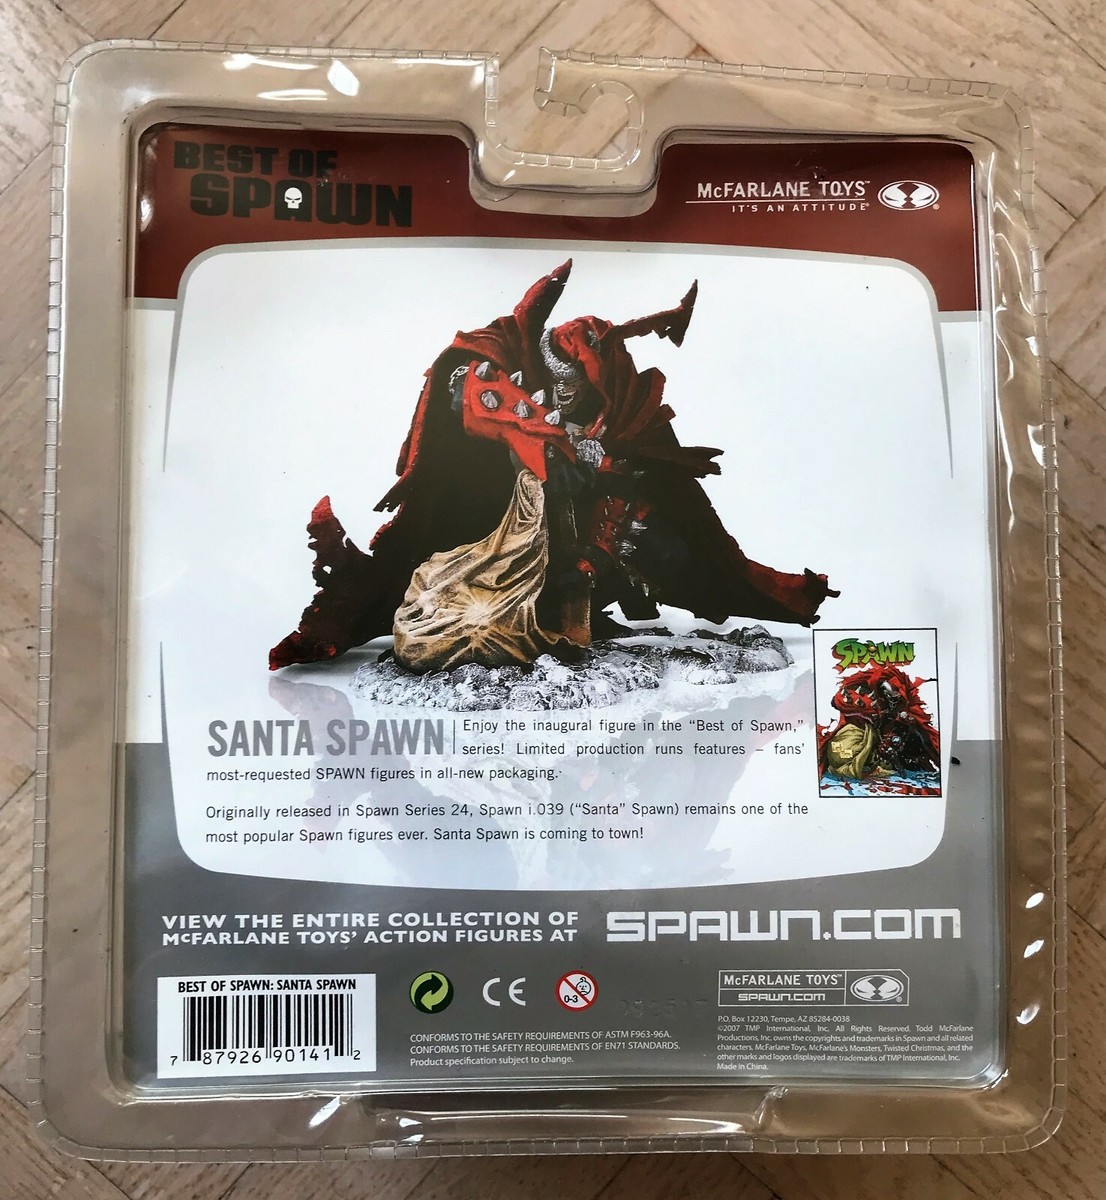 BEST OF
SPAWN
McFARLANE TOYS™
IT'S AN ATTITUDE®
SPAWN
SANTA SPAWN
Enjoy the inaugural figure in the “Best of Spawn,”
series! Limited production runs features – fans’
most-requested SPAWN figures in all-new packaging.
Originally released in Spawn Series 24, Spawn i.039 (“Santa” Spawn) remains one of the
most popular Spawn figures ever. Santa Spawn is coming to town!
VIEW THE ENTIRE COLLECTION OF
McFARLANE TOYS’ ACTION FIGURES AT
SPAWN.COM
BEST OF SPAWN: SANTA SPAWN
7 87926 90141 2
CE
0-3
CONFORMS TO THE SAFETY REQUIREMENTS OF ASTM F963-96A.
CONFORMS TO THE SAFETY REQUIREMENTS OF EN71 STANDARDS.
Product specification subject to change.
McFARLANE TOYS™
SPAWN.COM
P.O. Box 12230, Tempe, AZ 85284-0038
©2007 TMP International, Inc. All Rights Reserved. Todd McFarlane
Productions, Inc. owns the copyrights and trademarks in Spawn and all related
characters. McFarlane Toys, McFarlane's Monsters, Twisted Christmas, and the
other marks and logos displayed are trademarks of TMP International, Inc.
Made in China.